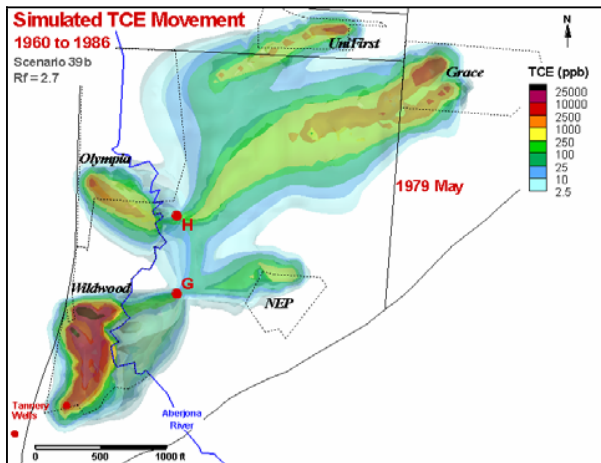 Simulated TCE Movement
1960 to 1986
Scenario 39b
Rf = 2.7
UniFirst
Grace
N
TCE (ppb)
25000
10000
2500
1000
250
100
25
10
2.5
Olympia
1979 May
H
G
Wildwood
NEP
Tannery
Wells
Aberjona
River
0 500 1000 ft